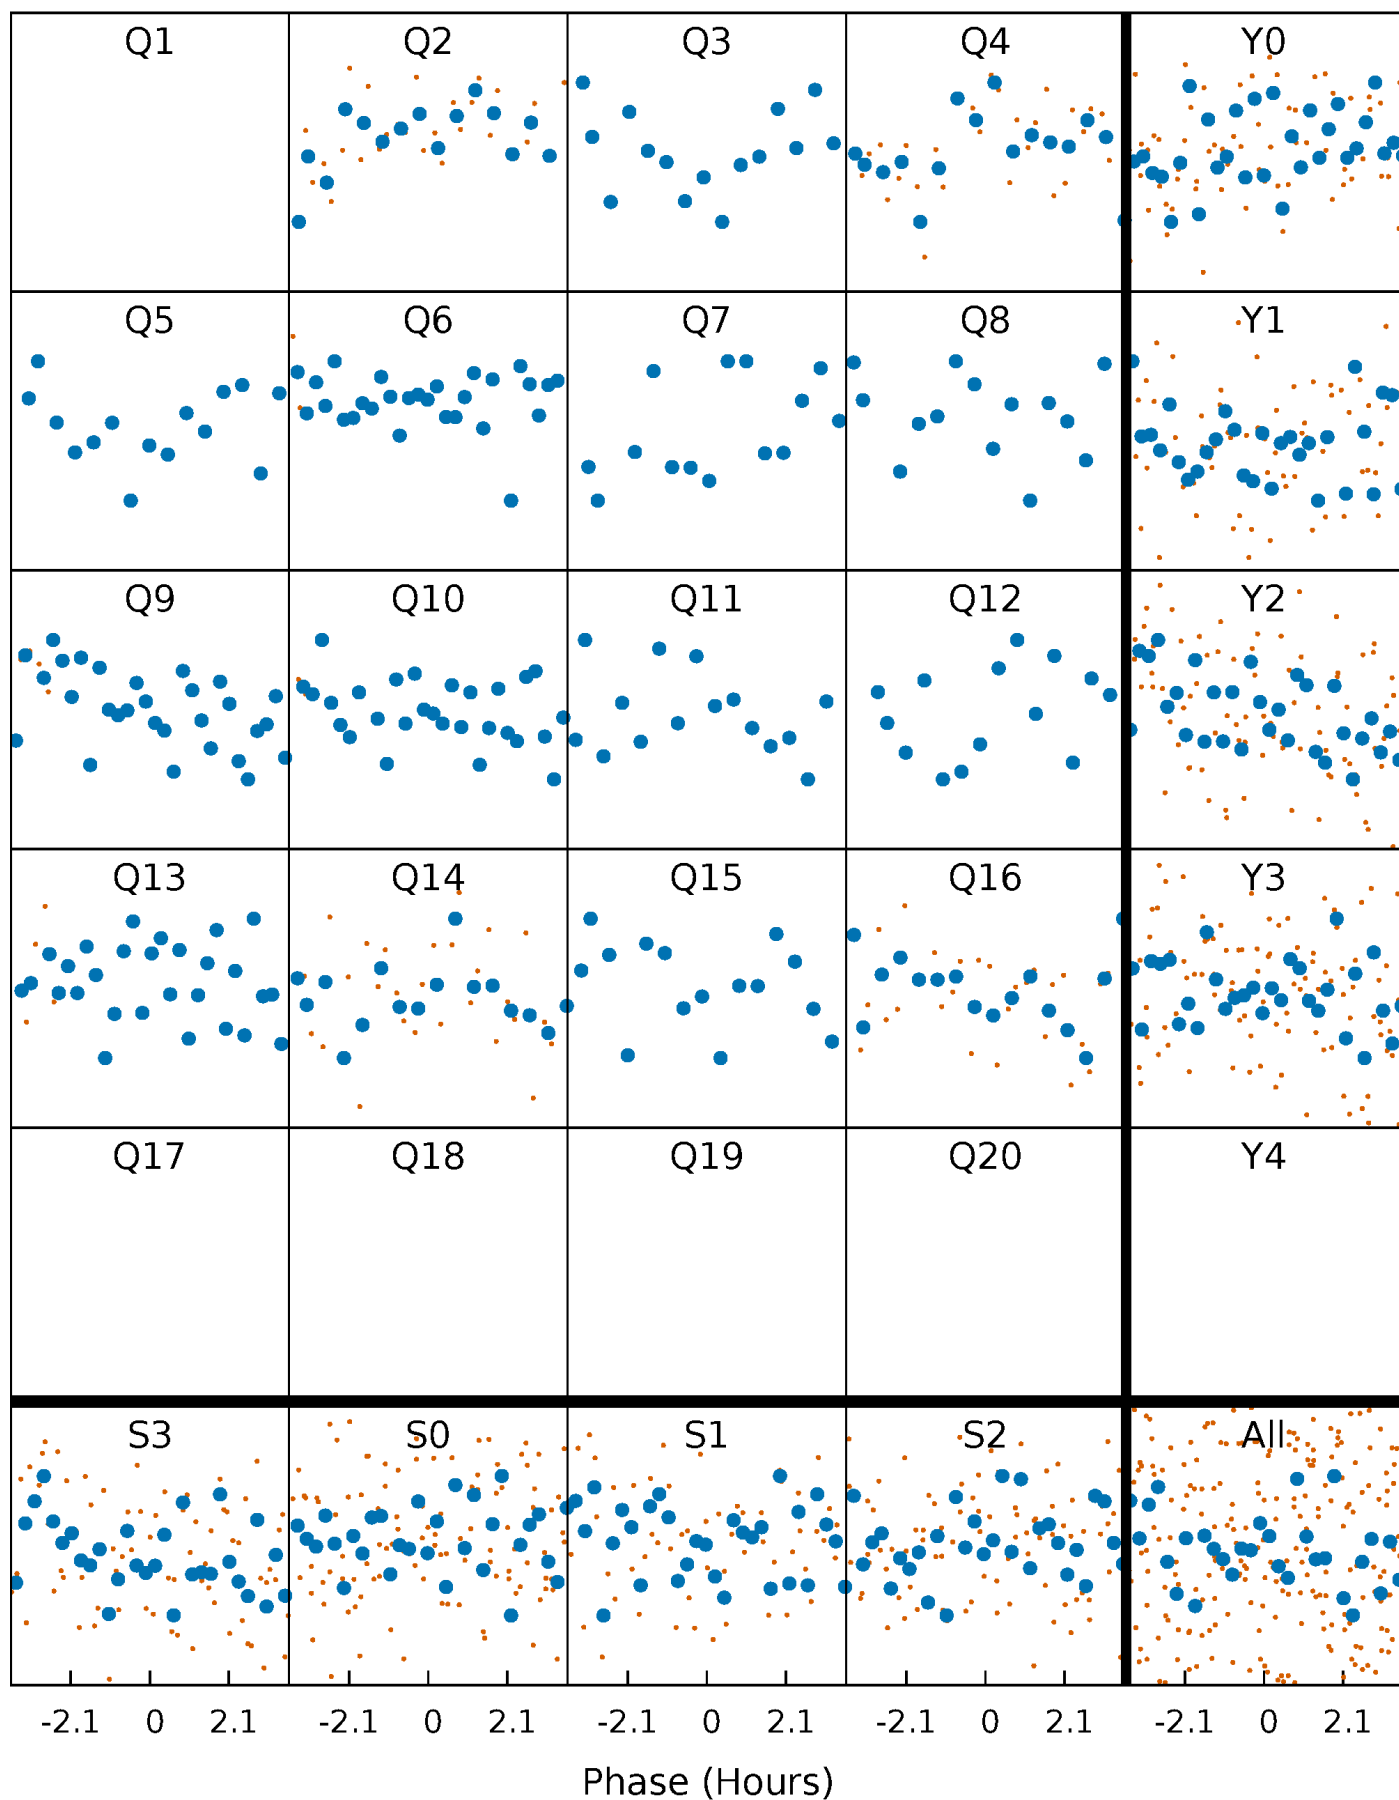 Q1 Q2 Q3 Q4 Y0
Q5 Q6 Q7 Q8 Y1
Q9 Q10 Q11 Q12 Y2
Q13 Q14 Q15 Q16 Y3
Q17 Q18 Q19 Q20 Y4
S3 S0 S1 S2 All
-2.1 0 2.1 -2.1 0 2.1 -2.1 0 2.1 -2.1 0 2.1 -2.1 0 2.1
Phase (Hours)